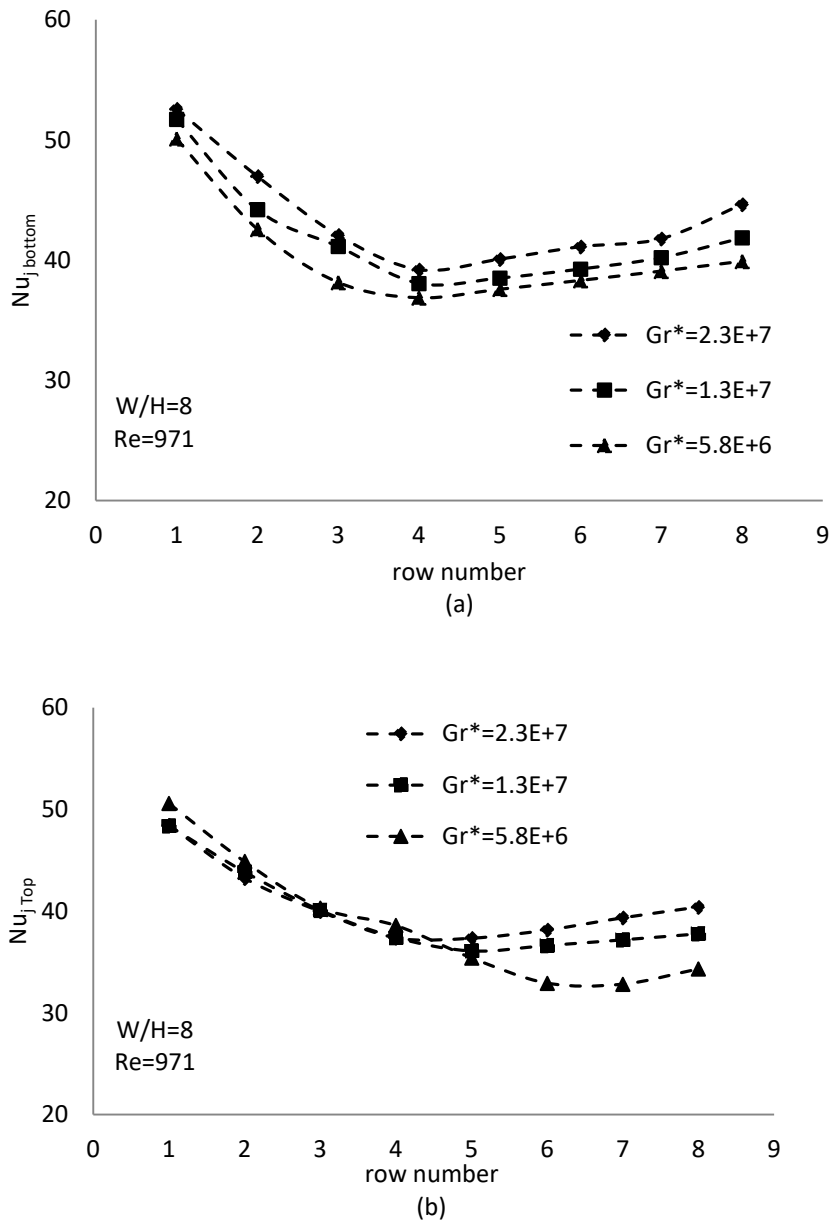 60
50
40
30
20
Nu j bottom
Gr*=2.3E+7
Gr*=1.3E+7
Gr*=5.8E+6
W/H=8
Re=971
0 1 2 3 4 5 6 7 8 9
row number
(a)
60
50
40
30
20
Nu j Top
Gr*=2.3E+7
Gr*=1.3E+7
Gr*=5.8E+6
W/H=8
Re=971
0 1 2 3 4 5 6 7 8 9
row number
(b)